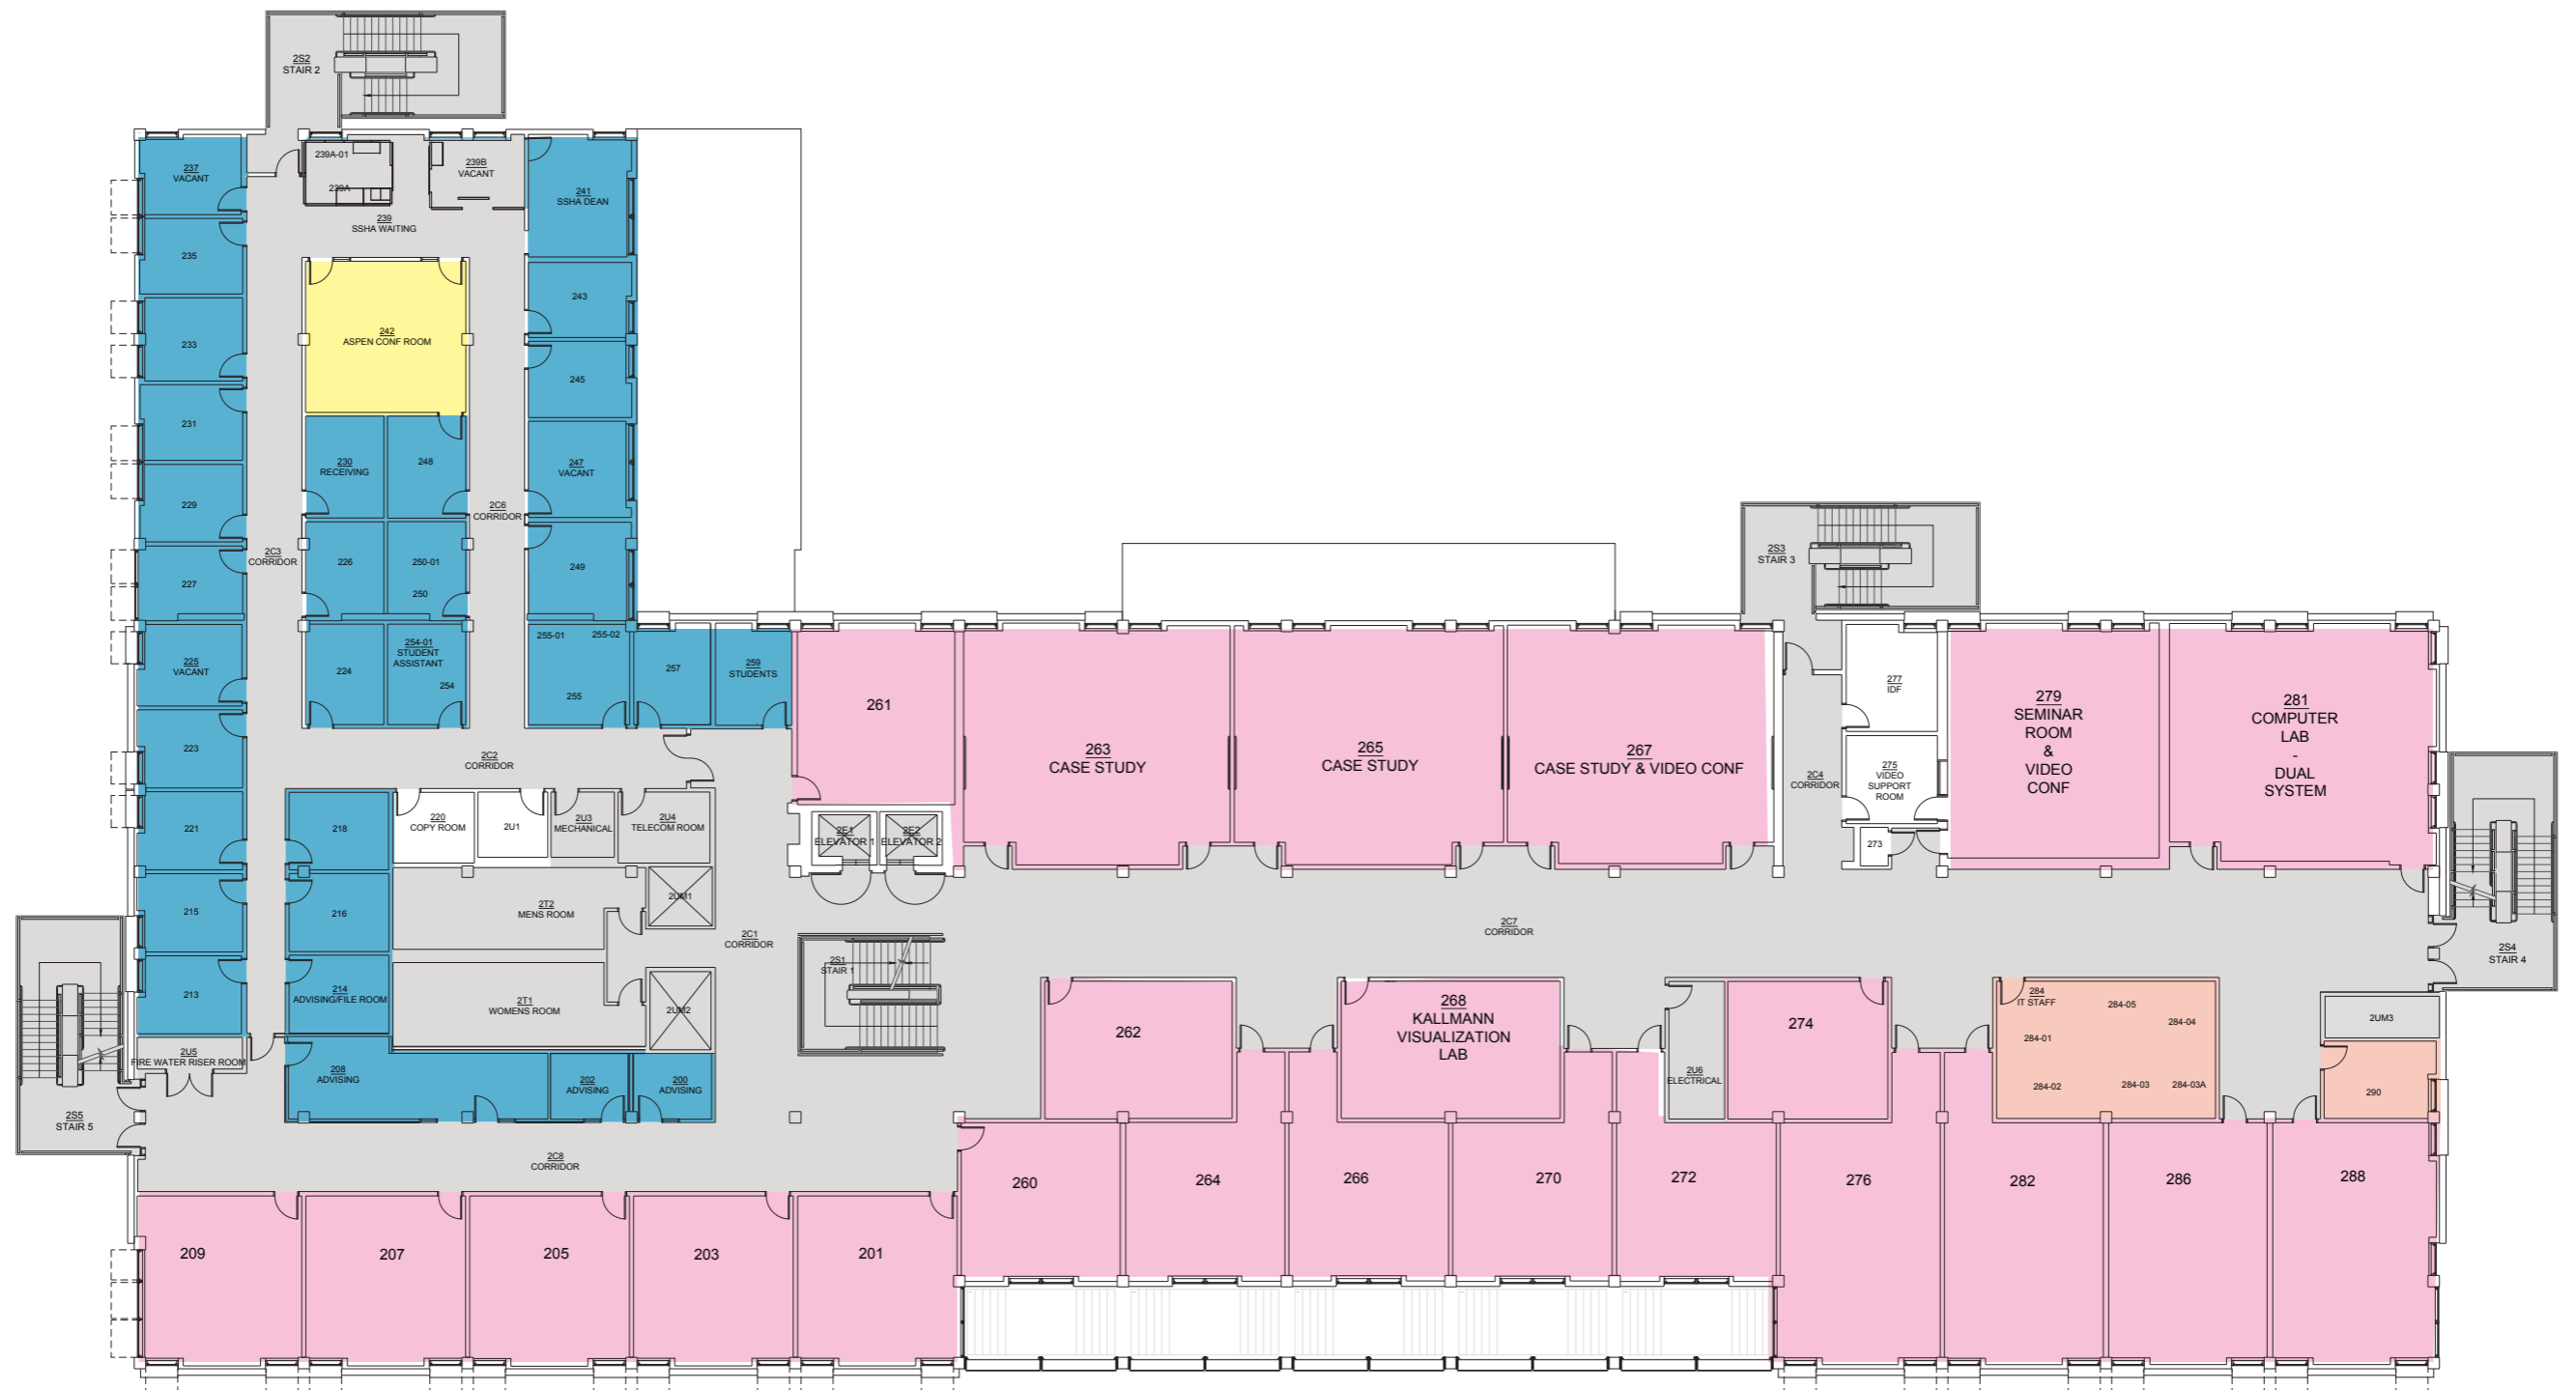 2S2
STAIR 2
237
VACANT
239A-01
239A
239B
VACANT
241
SSHA DEAN
239
SSHA WAITING
235
243
242
ASPEN CONF ROOM
233
245
231
230
RECEIVING
248
247
VACANT
229
2C6
CORRIDOR
2C3
CORRIDOR
226
250-01
250
249
227
2S3
STAIR 3
225
VACANT
224
254-01
STUDENT
ASSISTANT
254
255-01
255-02
255
257
259
STUDENTS
261
263
CASE STUDY
265
CASE STUDY
267
CASE STUDY & VIDEO CONF
277
IDF
279
SEMINAR
ROOM
&
VIDEO
CONF
281
COMPUTER
LAB
-
DUAL
SYSTEM
223
2C2
CORRIDOR
2C4
CORRIDOR
275
VIDEO
SUPPORT
ROOM
273
221
218
220
COPY ROOM
2U1
2U3
MECHANICAL
2U4
TELECOM ROOM
2E1
ELEVATOR 1
2E2
ELEVATOR 2
215
216
2T2
MENS ROOM
2UM1
2C1
CORRIDOR
2C7
CORRIDOR
2S1
STAIR 1
2S4
STAIR 4
213
214
ADVISING/FILE ROOM
2T1
WOMENS ROOM
2UM2
262
268
KALLMANN
VISUALIZATION
LAB
274
284
IT STAFF
284-05
284-04
284-01
284-02
284-03
284-03A
2UM3
290
2U5
FIRE WATER RISER ROOM
208
ADVISING
202
ADVISING
200
ADVISING
2U6
ELECTRICAL
2S5
STAIR 5
2C8
CORRIDOR
260
264
266
270
272
276
282
286
288
209
207
205
203
201